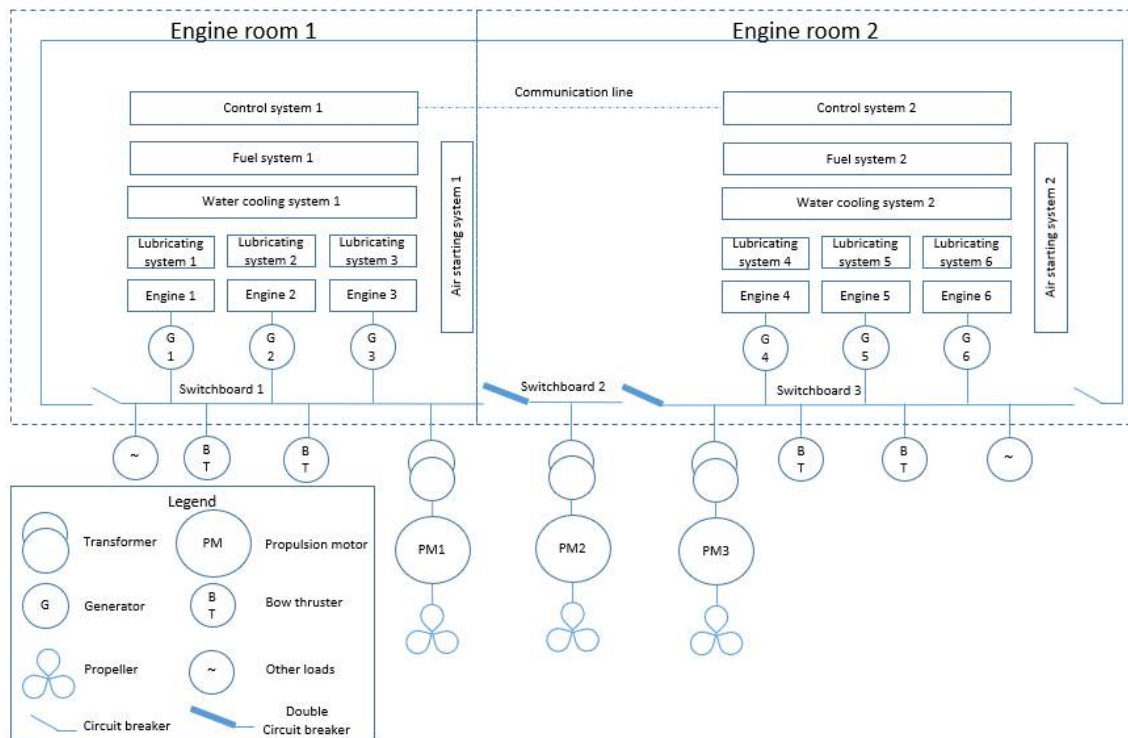 Engine room 1
Engine room 2
Communication line
Control system 1
Control system 2
Fuel system 1
Fuel system 2
Water cooling system 1
Water cooling system 2
Air starting system 1
Air starting system 2
Lubricating
system 1
Lubricating
system 2
Lubricating
system 3
Lubricating
system 4
Lubricating
system 5
Lubricating
system 6
Engine 1
Engine 2
Engine 3
Engine 4
Engine 5
Engine 6
G
1
G
2
G
3
G
4
G
5
G
6
Switchboard 1
Switchboard 2
Switchboard 3
~
B
T
B
T
B
T
B
T
~
PM1
PM2
PM3
Legend
Transformer
PM
Propulsion motor
G
Generator
B
T
Bow thruster
Propeller
~
Other loads
Circuit breaker
Double
Circuit breaker